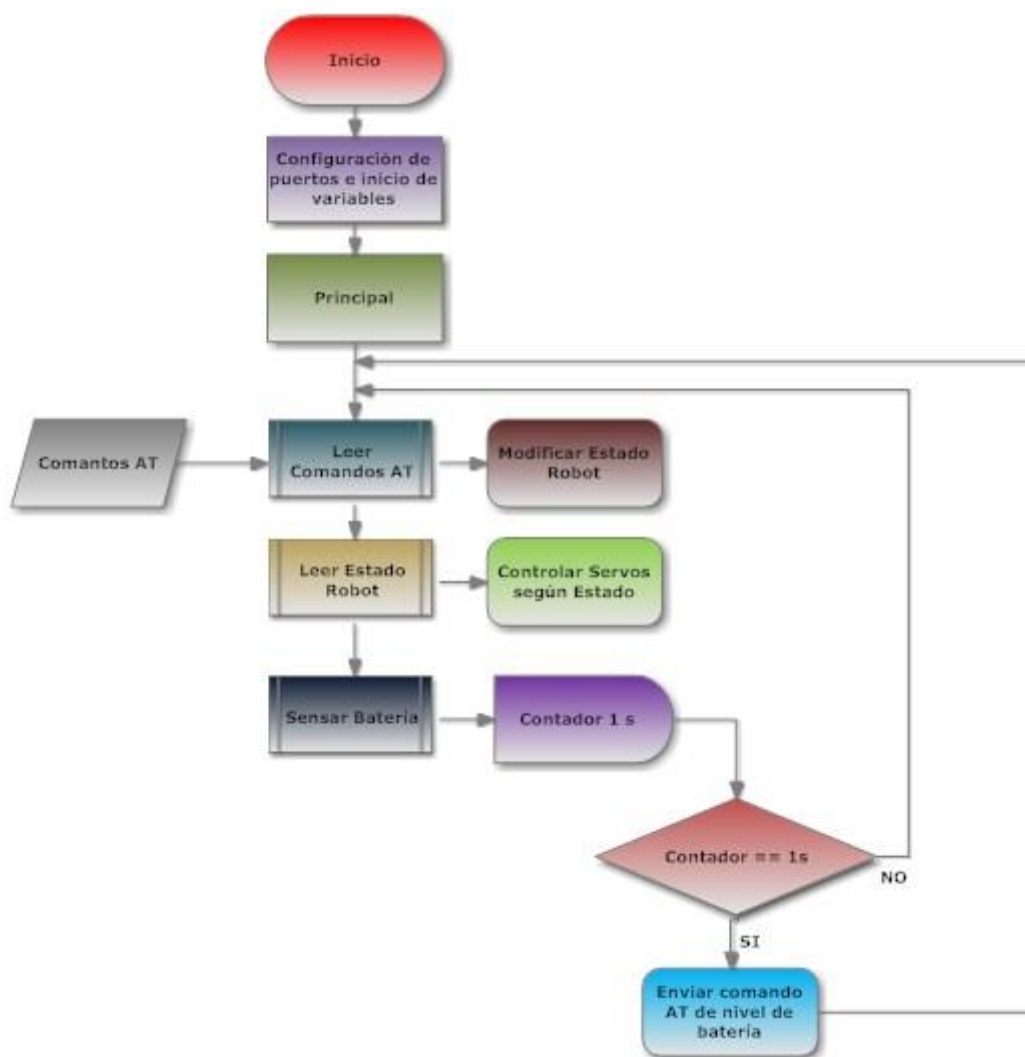 Inicio
Configuración de
puertos e inicio de
variables
Principal
Comantos AT
Leer
Comandos AT
Modificar Estado
Robot
Leer Estado
Robot
Controlar Servos
según Estado
Sensar Batería
Contador 1 s
Contador == 1s
NO
SI
Enviar comando
AT de nivel de
batería